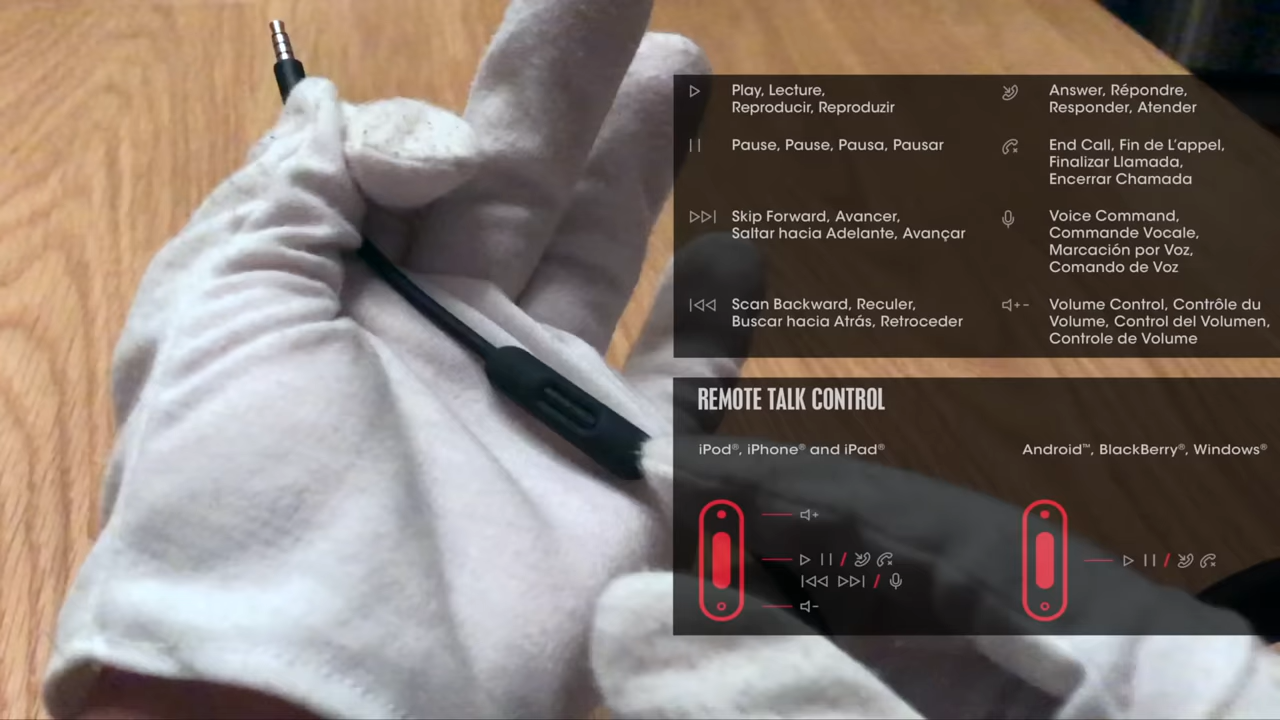 Play, Lecture,
Reproducir, Reproduzir
Pause, Pause, Pausa, Pausar
Skip Forward, Avancer,
Saltar hacia Adelante, Avançar
Scan Backward, Reculer,
Buscar hacia Atrás, Retroceder
Answer, Répondre,
Responder, Atender
End Call, Fin de L'appel,
Finalizar Llamada,
Encerrar Chamada
Voice Command,
Commande Vocale,
Marcación por Voz,
Comando de Voz
Volume Control, Contrôle du
Volume, Control del Volumen,
Controle de Volume
REMOTE TALK CONTROL
iPod®, iPhone® and iPad®
Android™, BlackBerry®, Windows®